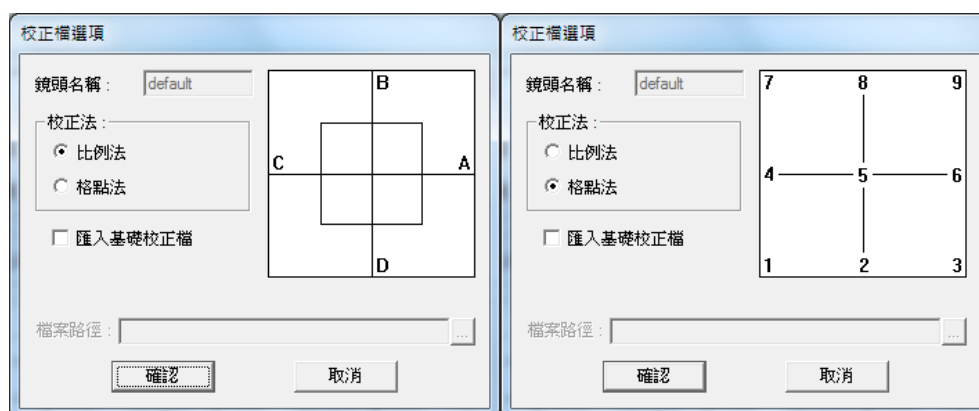 校正檔選項
鏡頭名稱 : default
校正法 :
比例法
格點法
匯入基礎校正檔
B
C A
D
檔案路徑 : ...
確認 取消
校正檔選項
鏡頭名稱 : default
校正法 :
比例法
格點法
匯入基礎校正檔
7 8 9
4 5 6
1 2 3
檔案路徑 : ...
確認 取消